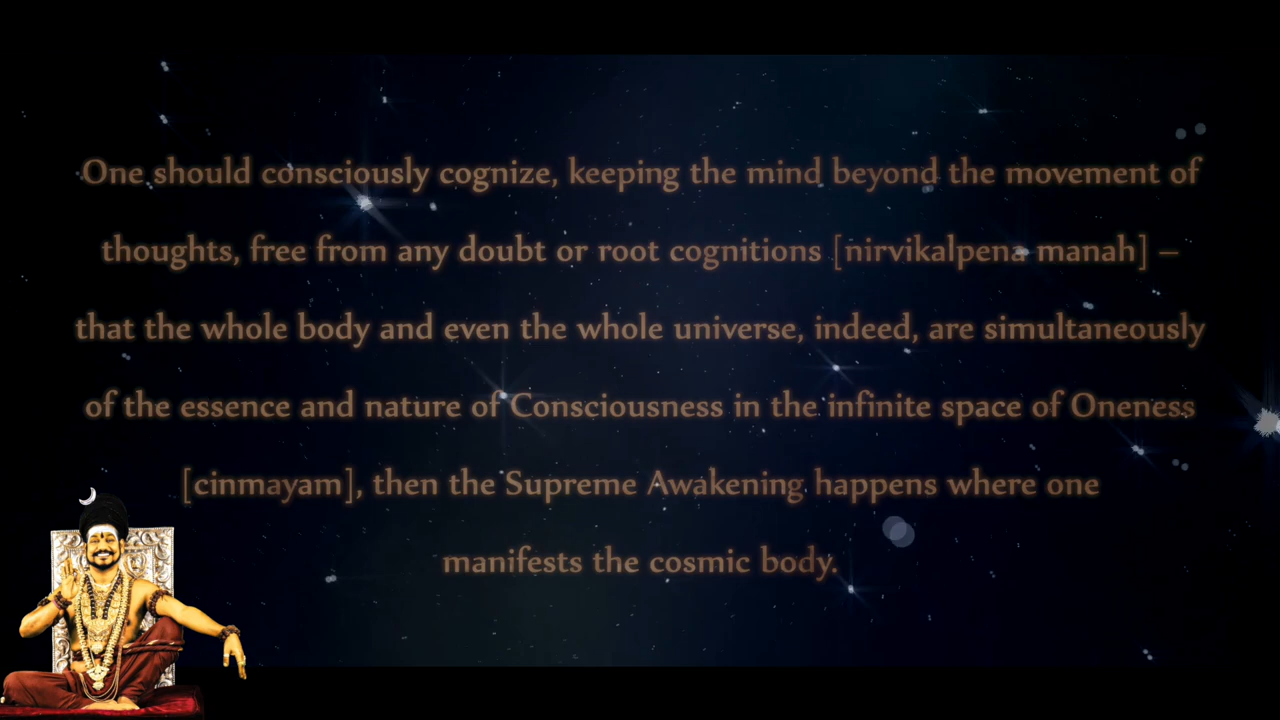 One should consciously cognize, keeping the mind beyond the movement of
thoughts, free from any doubt or root cognitions [nirvikalpena manah] –
that the whole body and even the whole universe, indeed, are simultaneously
of the essence and nature of Consciousness in the infinite space of Oneness
[cinmayam], then the Supreme Awakening happens where one
manifests the cosmic body.